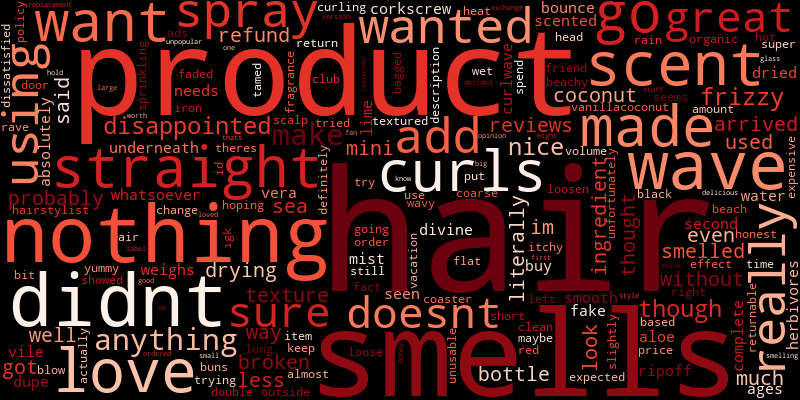 replacement
policy
want
spray
ads
unpopular
refund
curling
version
return
corkscrew
wanted
heat
exchange
bounce
scented
head
go
great
rain
organic
hot
super
glass
dried
dissatisfied
using
door
said
product
sprinkling
faded
needs
iron
one
tamed
large
worth
fragrance
club
hold
bogged
description
wet
spend
curlwave
decided
friend
beachy
scent
stuff
seems
coconut
vanillacoconut
amount
frizzy
arrived
rave
absolutely
disappointed
underneath
thats
theres
make
scalp
tried
fan
lime
textured
mini
add
reviews
opinion
night
nice
volume
made
used
straight
id
definitely
curls
know
big
put
try
use
wavy
coarse
loosen
wave
delicious
black
water
expensive
probably
whatsoever
hairstylist
change
loved
vera
hoping
sea
hair
nothing
air
label
igk
going
order
mist
still
vacation
divine
flat
literally
im
itchy
first
buy
ingredient
unfortunately
thought
beach
second
even
honest
smelled
effect
time
without
shine
right
really
herbivores
bit
yummy
showed
good
weighs
drying
didnt
ok
texture
sure
fact
seen
coaster
doesnt
left
smooth
style
short
fake
though
well
actually
anything
way
item
keep
long
loose
unusable
clean
maybe
red
look
slightly
based
aloe
price
complete
returnable
smelling
vile
got
dupe
blow
love
ordered
small
buns
trying
broken
less
almost
double
outside
money
smells
bottle
expected
ripoff
much
ages